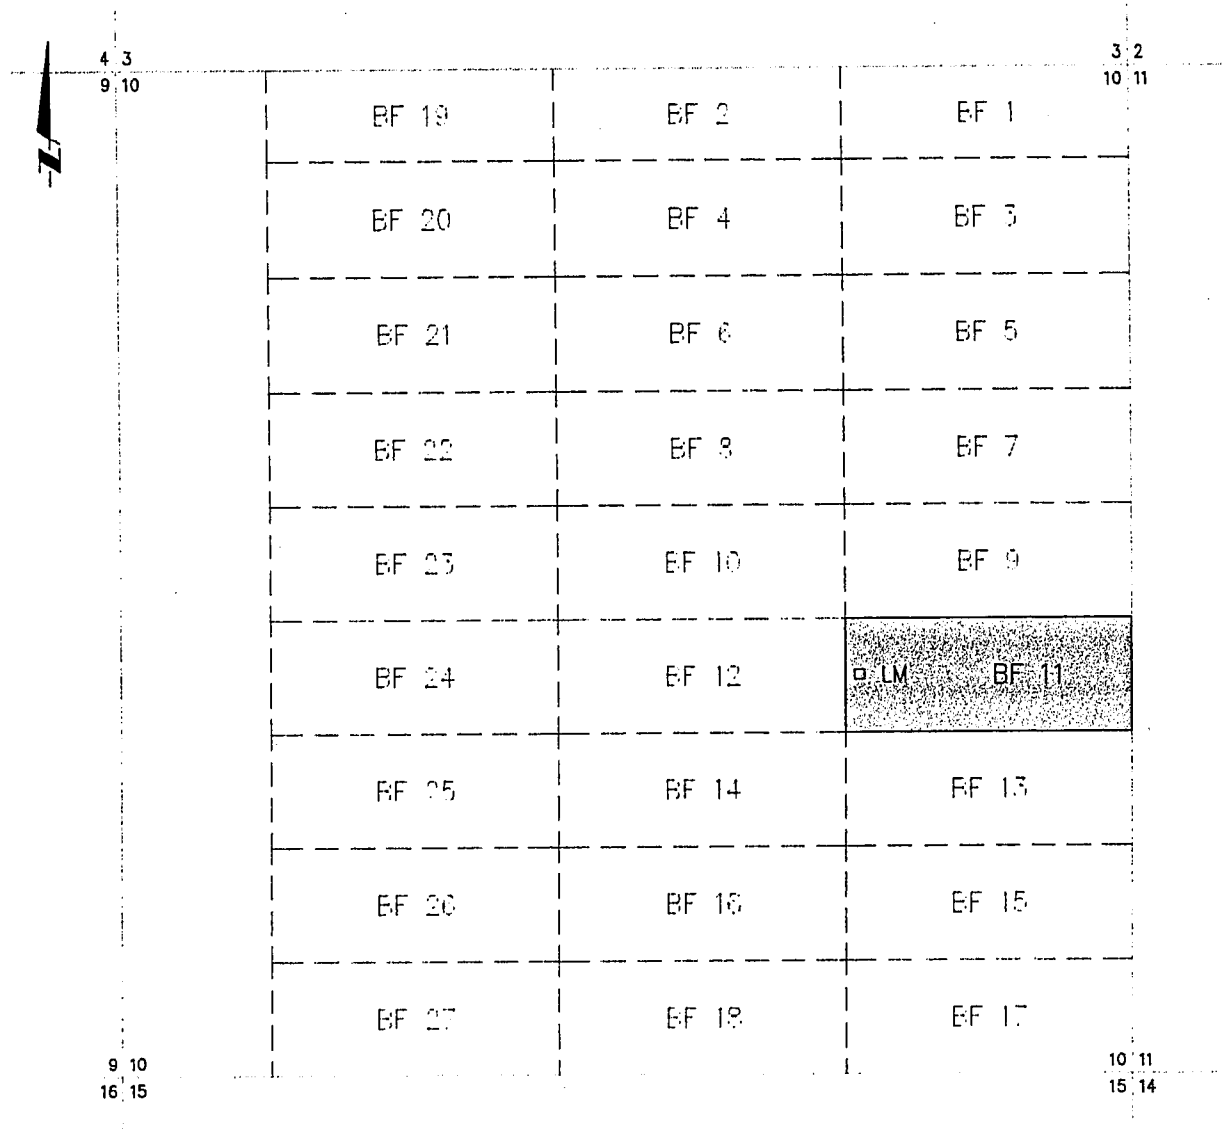 4 3
3 2
9 10
10 11
Z
BF 19
BF 2
BF 1
BF 20
BF 4
BF 3
BF 21
BF 6
BF 5
BF 22
BF 8
BF 7
BF 23
BF 10
BF 9
BF 24
BF 12
LM
BF 11
BF 25
BF 14
BF 13
BF 26
BF 16
BF 15
BF 27
BF 18
BF 17
9 10
10 11
16 15
15 14